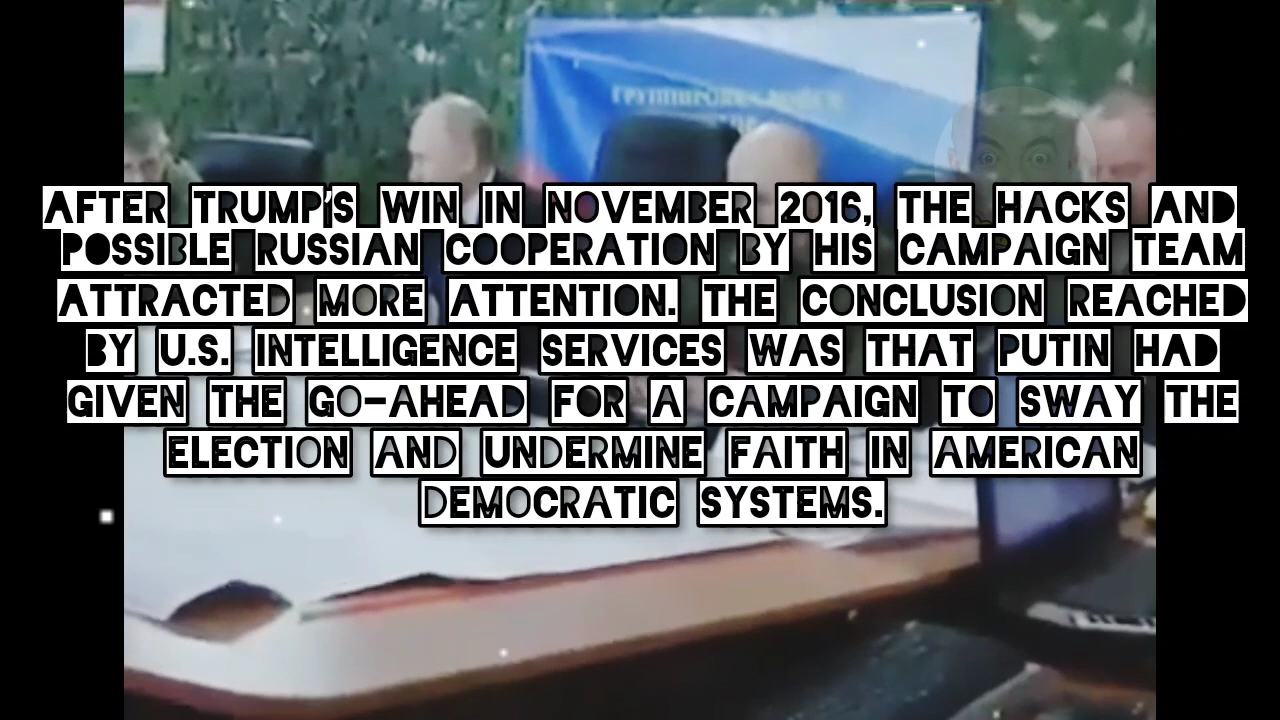 ГРУППИРОВКА ВОЙСК
AFTER TRUMP'S WIN IN NOVEMBER 2016, THE HACKS AND
POSSIBLE RUSSIAN COOPERATION BY HIS CAMPAIGN TEAM
ATTRACTED MORE ATTENTION. THE CONCLUSION REACHED
BY U.S. INTELLIGENCE SERVICES WAS THAT PUTIN HAD
GIVEN THE GO-AHEAD FOR A CAMPAIGN TO SWAY THE
ELECTION AND UNDERMINE FAITH IN AMERICAN
DEMOCRATIC SYSTEMS.